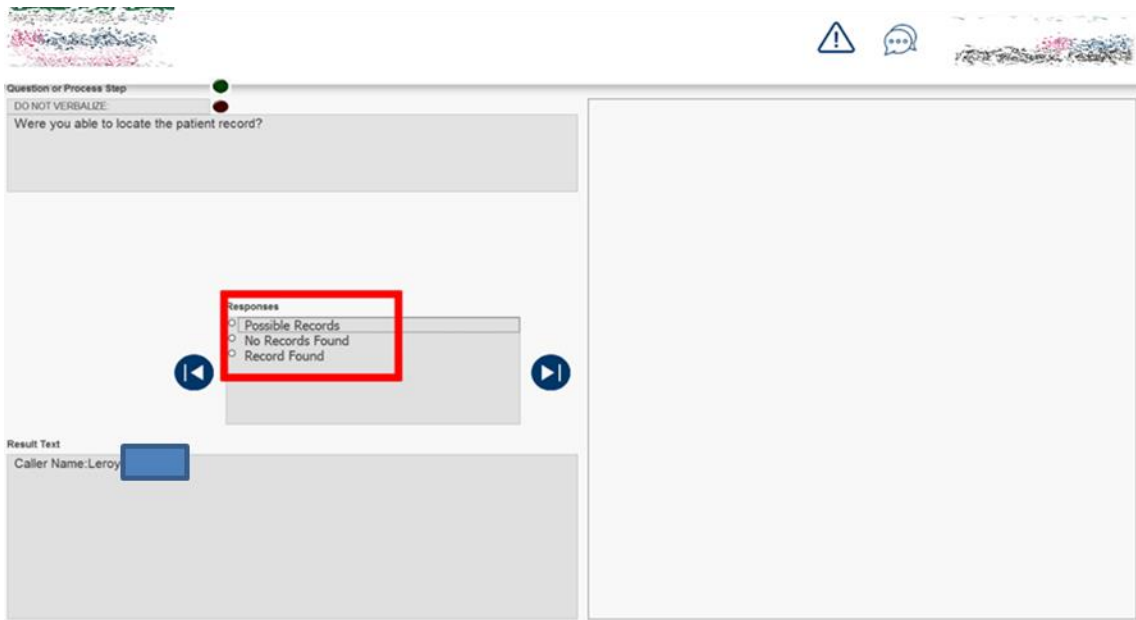 Question or Process Step
DO NOT VERBALIZE:
Were you able to locate the patient record?
Responses
Possible Records
No Records Found
Record Found
Result Text
Caller Name:Leroy